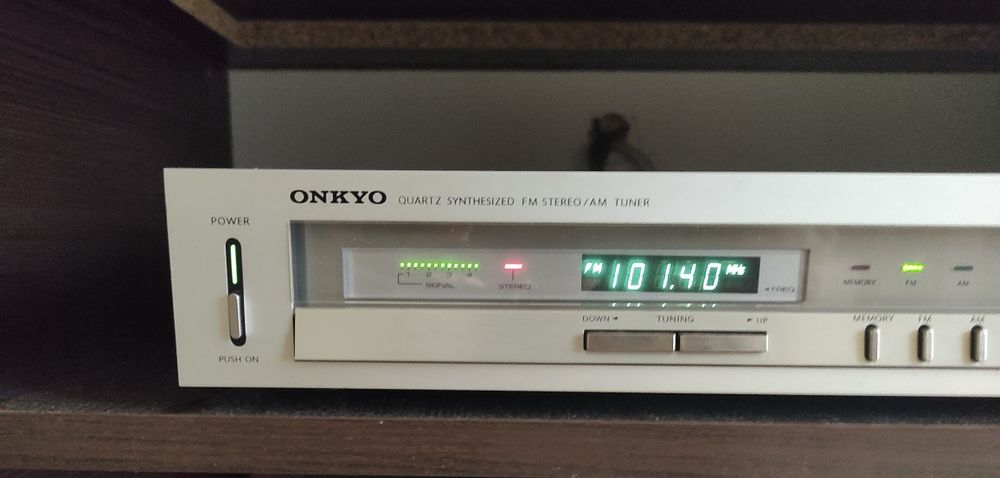 ONKYO QUARTZ SYNTHESIZED FM STEREO/AM TUNER
POWER
PUSH ON
1 2 3 4
SIGNAL
STEREO
FM 101.40 MHz
◄ FREQ
MEMORY FM AM
DOWN ◄ TUNING ► UP
MEMORY FM AM